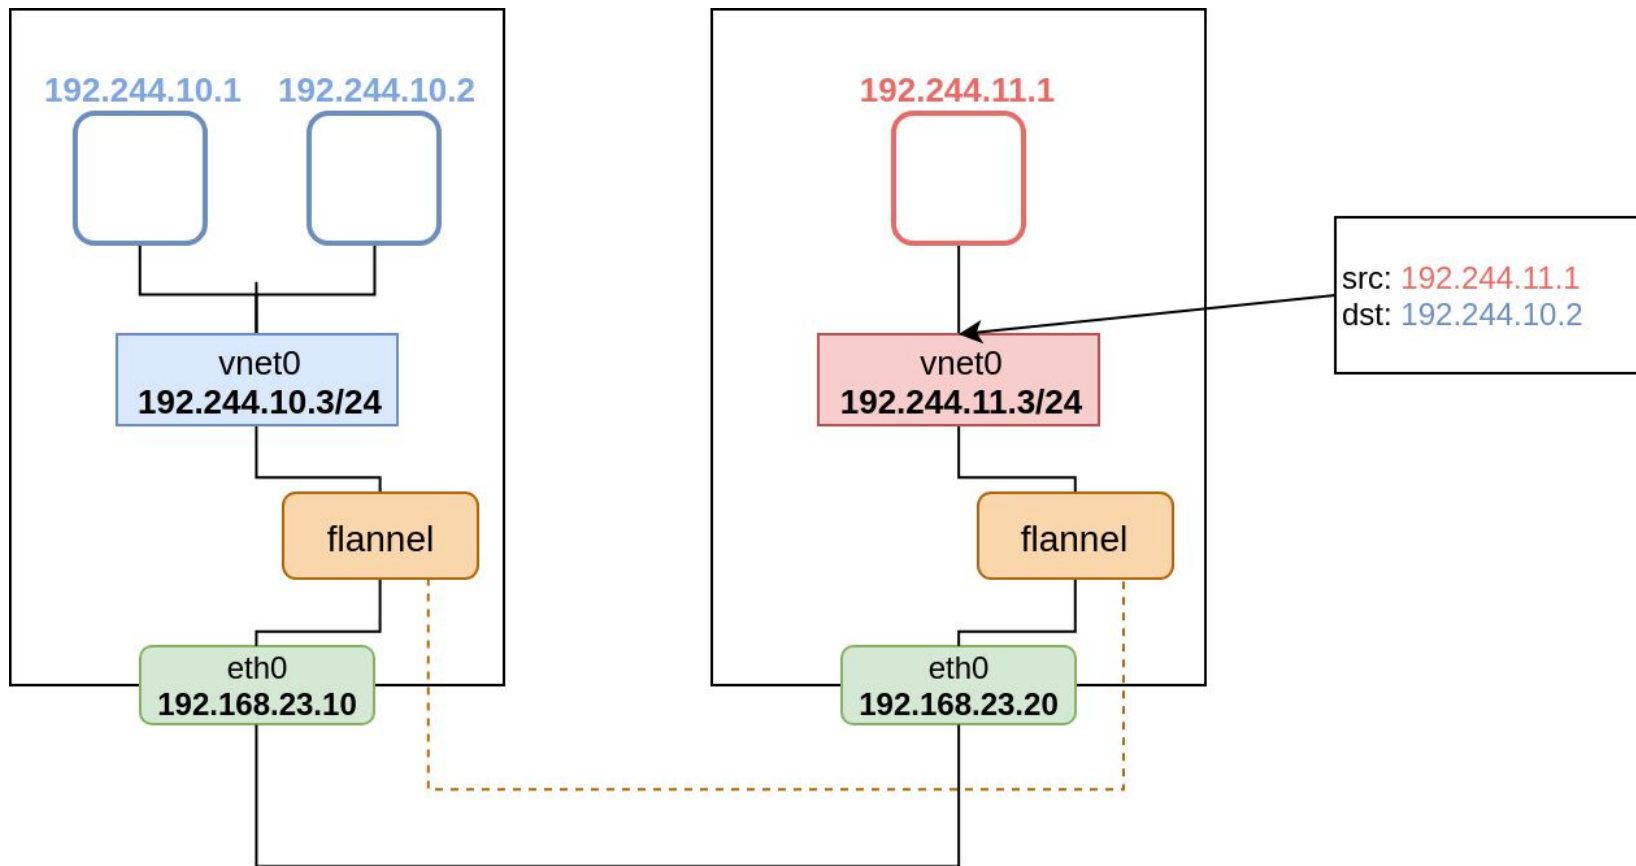 192.244.10.1
192.244.10.2
192.244.11.1
src: 192.244.11.1
dst: 192.244.10.2
vnet0
192.244.10.3/24
vnet0
192.244.11.3/24
flannel
flannel
eth0
192.168.23.10
eth0
192.168.23.20